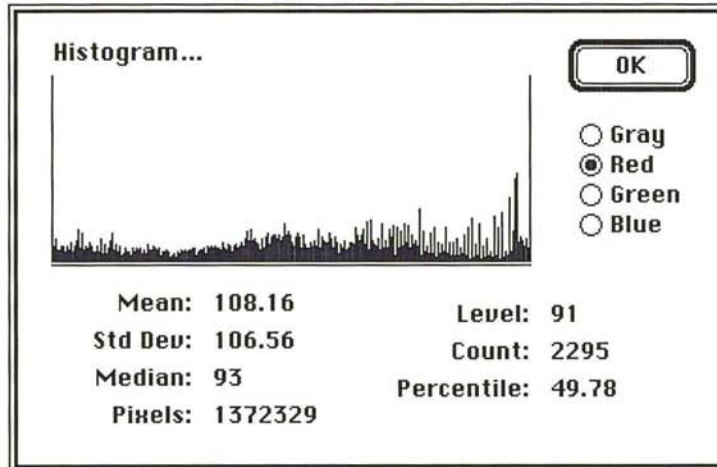 Histogram...
OK
Gray
Red
Green
Blue
Mean: 108.16
Std Dev: 106.56
Median: 93
Pixels: 1372329
Level: 91
Count: 2295
Percentile: 49.78